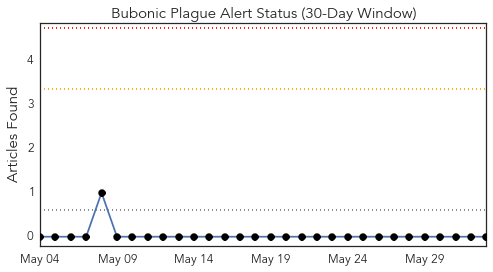 Bubonic Plague Alert Status (30-Day Window)
Articles Found
4
3
2
1
0
May 04
May 09
May 14
May 19
May 24
May 29